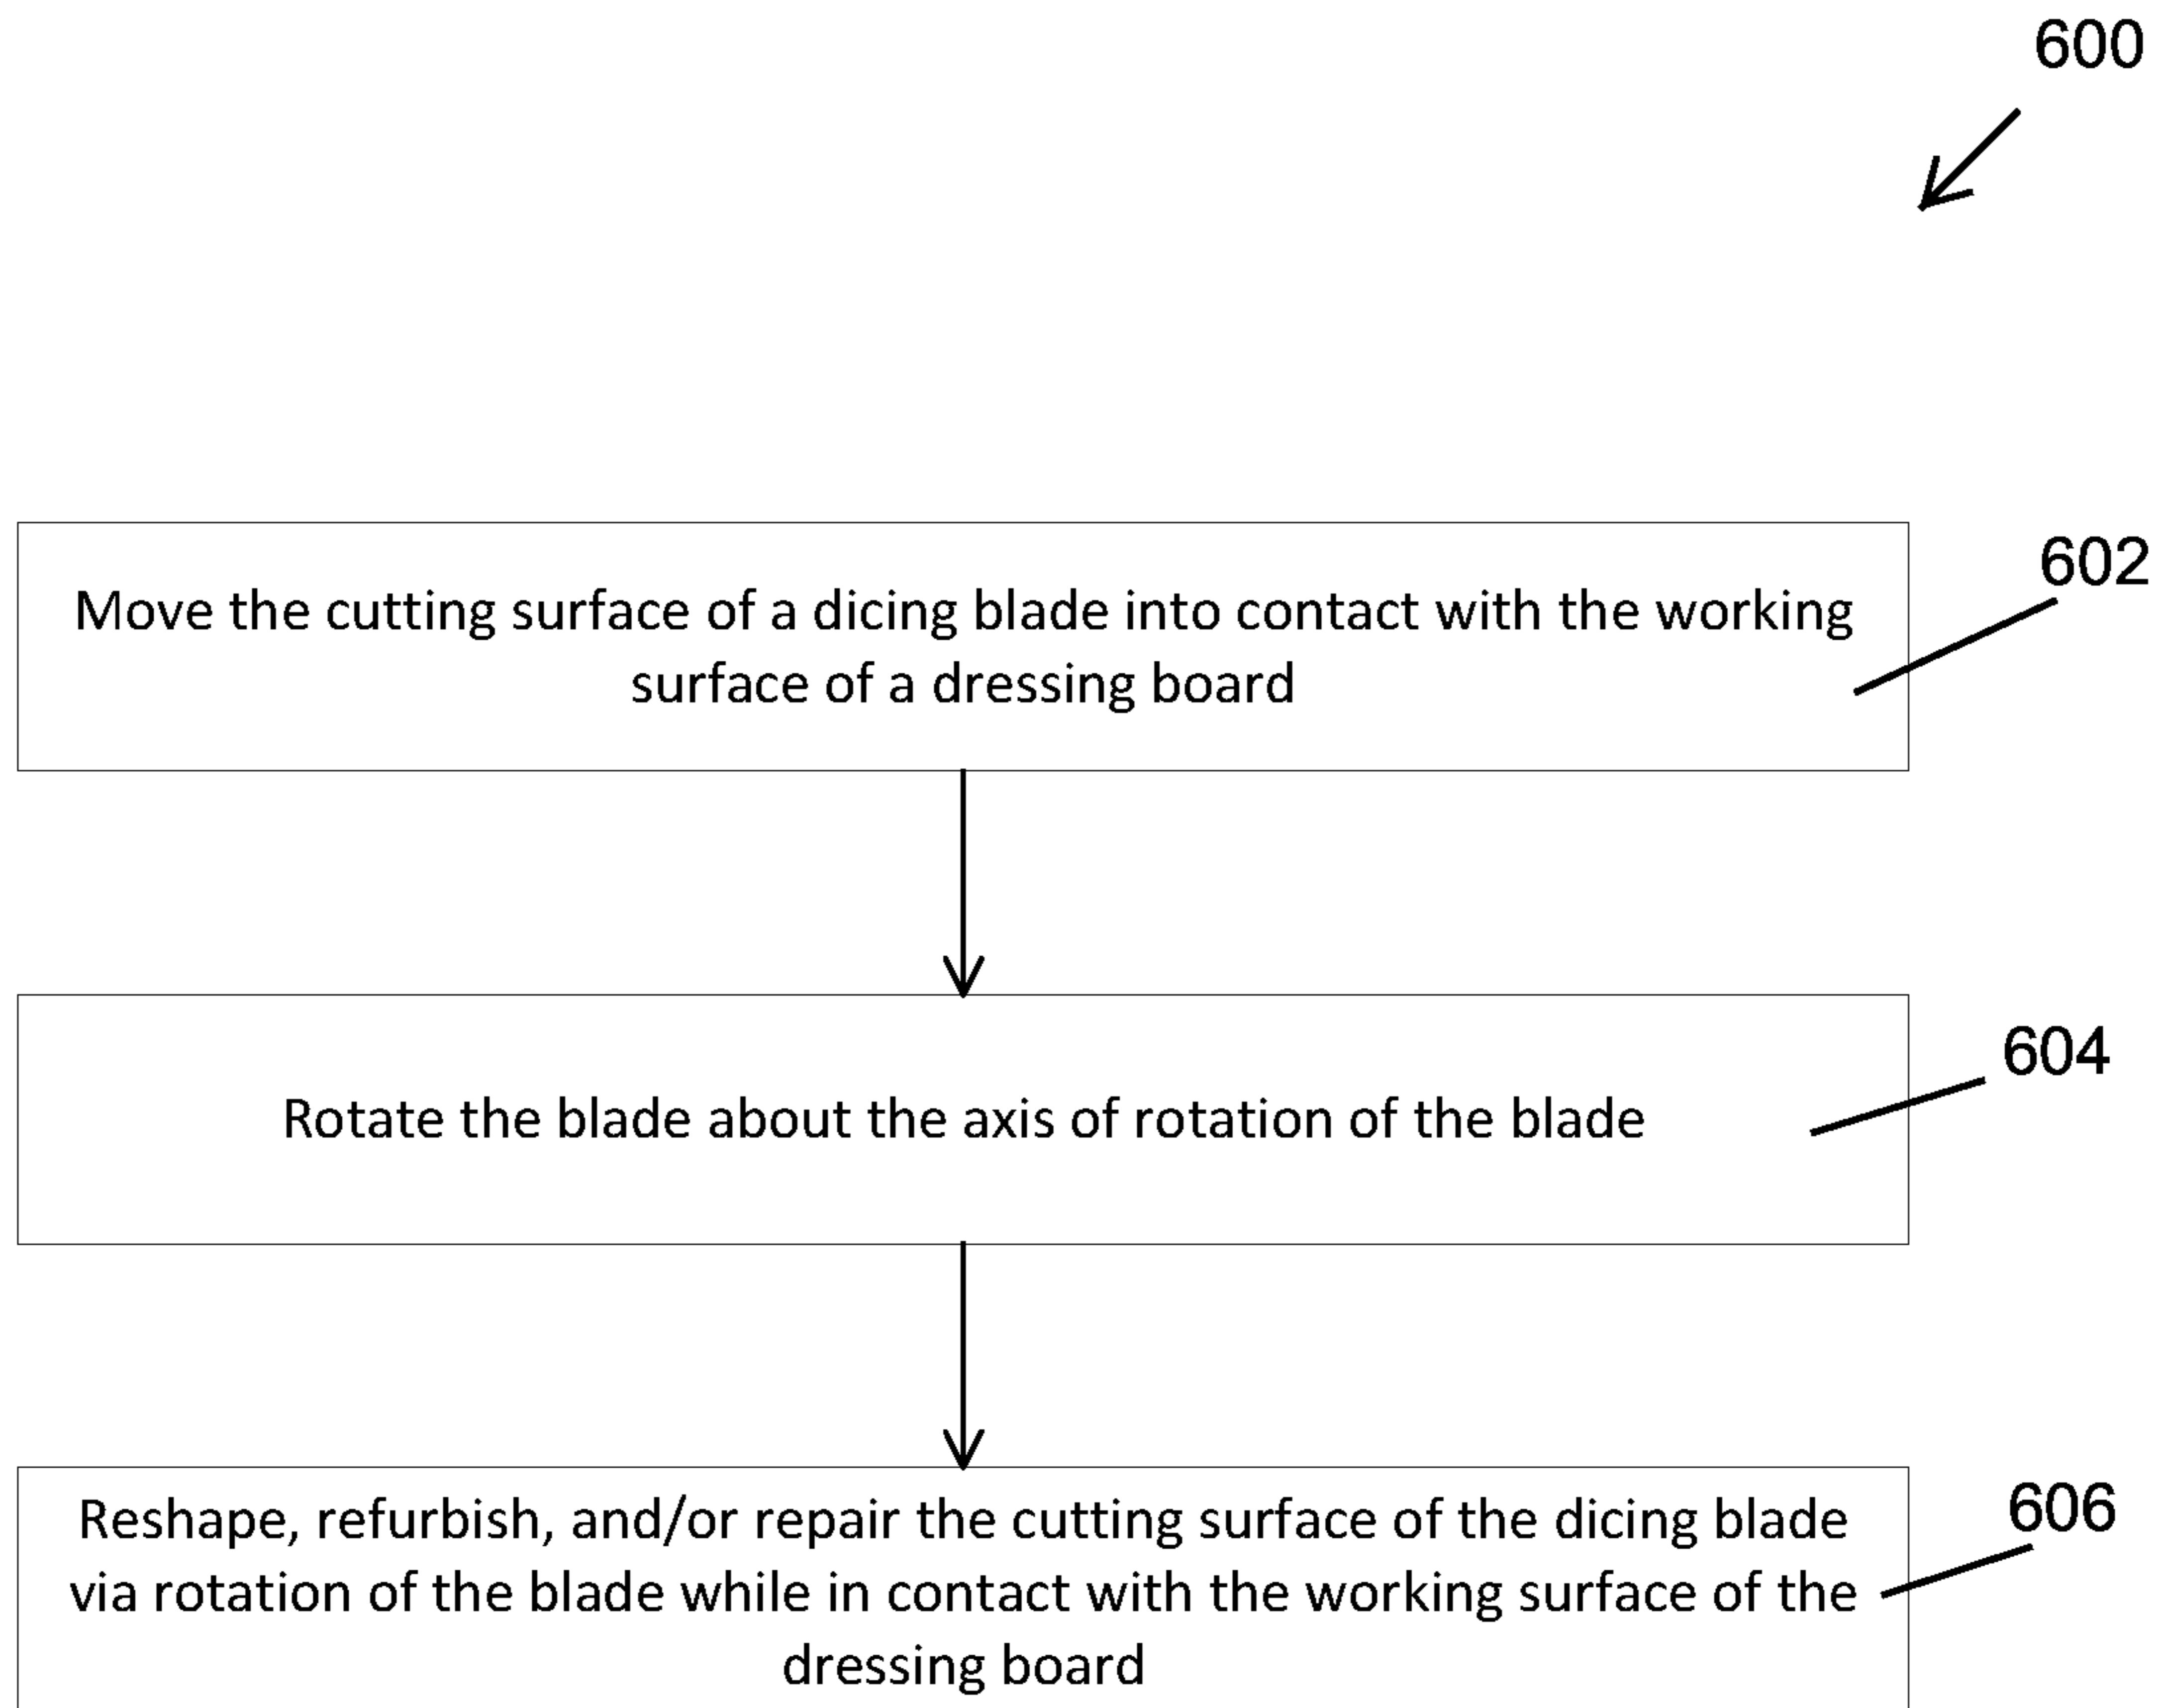 600
602
Move the cutting surface of a dicing blade into contact with the working
surface of a dressing board
604
Rotate the blade about the axis of rotation of the blade
606
Reshape, refurbish, and/or repair the cutting surface of the dicing blade
via rotation of the blade while in contact with the working surface of the
dressing board